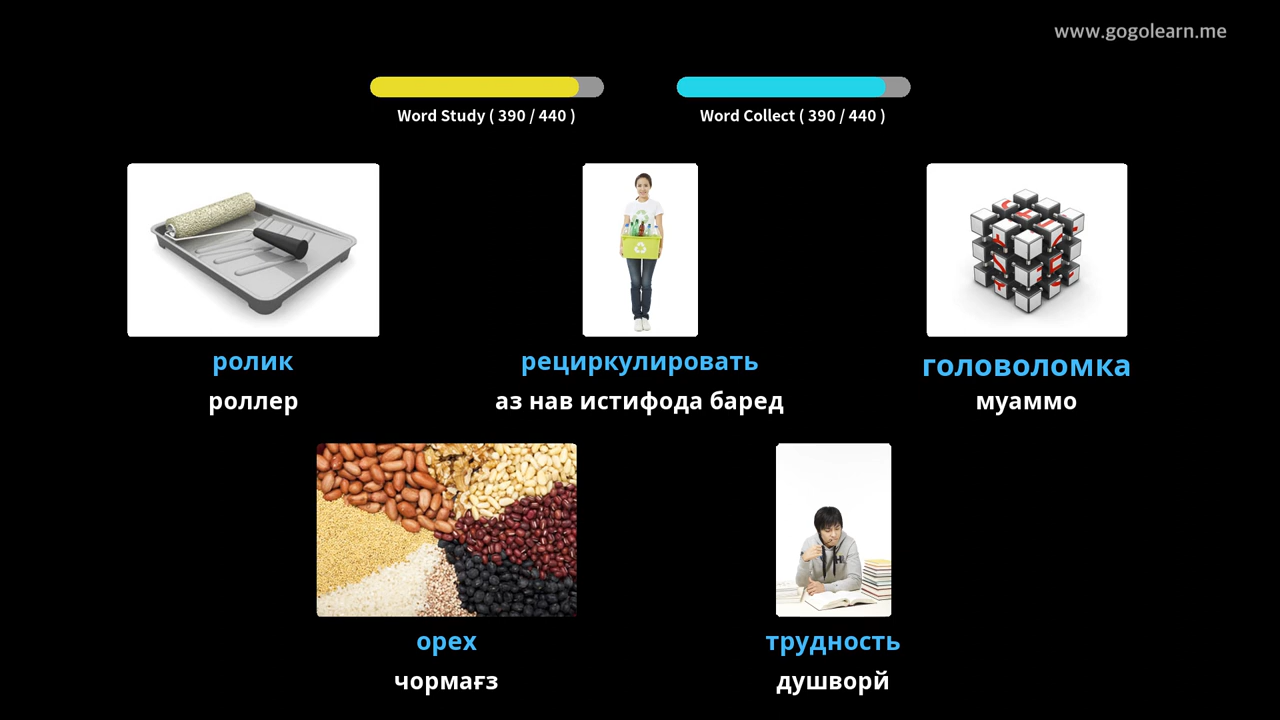 www.gogolearn.me
Word Study ( 390 / 440 )
Word Collect ( 390 / 440 )
ролик
роллер
рециркулировать
аз нав истифода баред
головоломка
муаммо
орех
чормағз
трудность
душворй